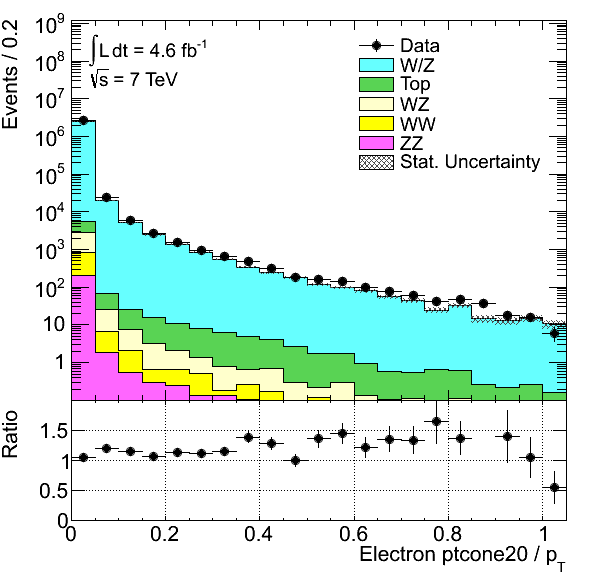 Events / 0.2
10^9
10^8
10^7
10^6
10^5
10^4
10^3
10^2
10
1
∫L dt = 4.6 fb^-1
√s = 7 TeV
Data
W/Z
Top
WZ
WW
ZZ
Stat. Uncertainty
Ratio
1.5
1
0.5
0
0 0.2 0.4 0.6 0.8 1
Electron ptcone20 / p_T